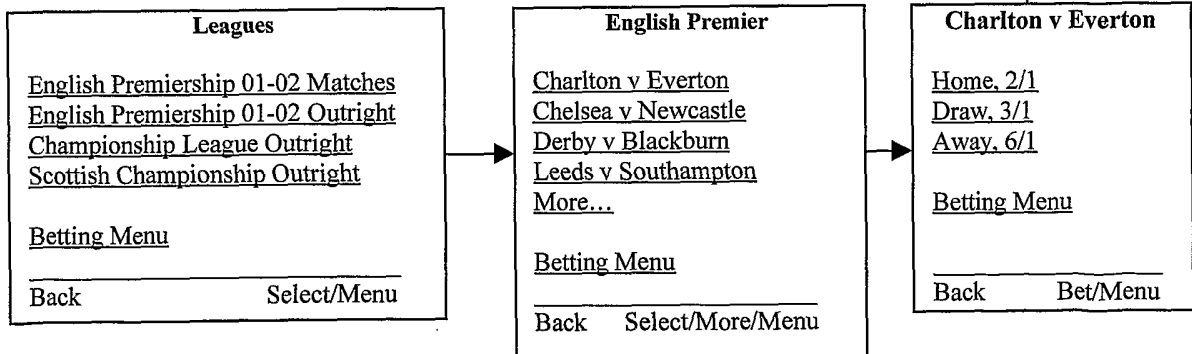 Leagues
English Premiership 01-02 Matches
English Premiership 01-02 Outright
Championship League Outright
Scottish Championship Outright
Betting Menu
Back Select/Menu
English Premier
Charlton v Everton
Chelsea v Newcastle
Derby v Blackburn
Leeds v Southampton
More...
Betting Menu
Back Select/More/Menu
Charlton v Everton
Home, 2/1
Draw, 3/1
Away, 6/1
Betting Menu
Back Bet/Menu